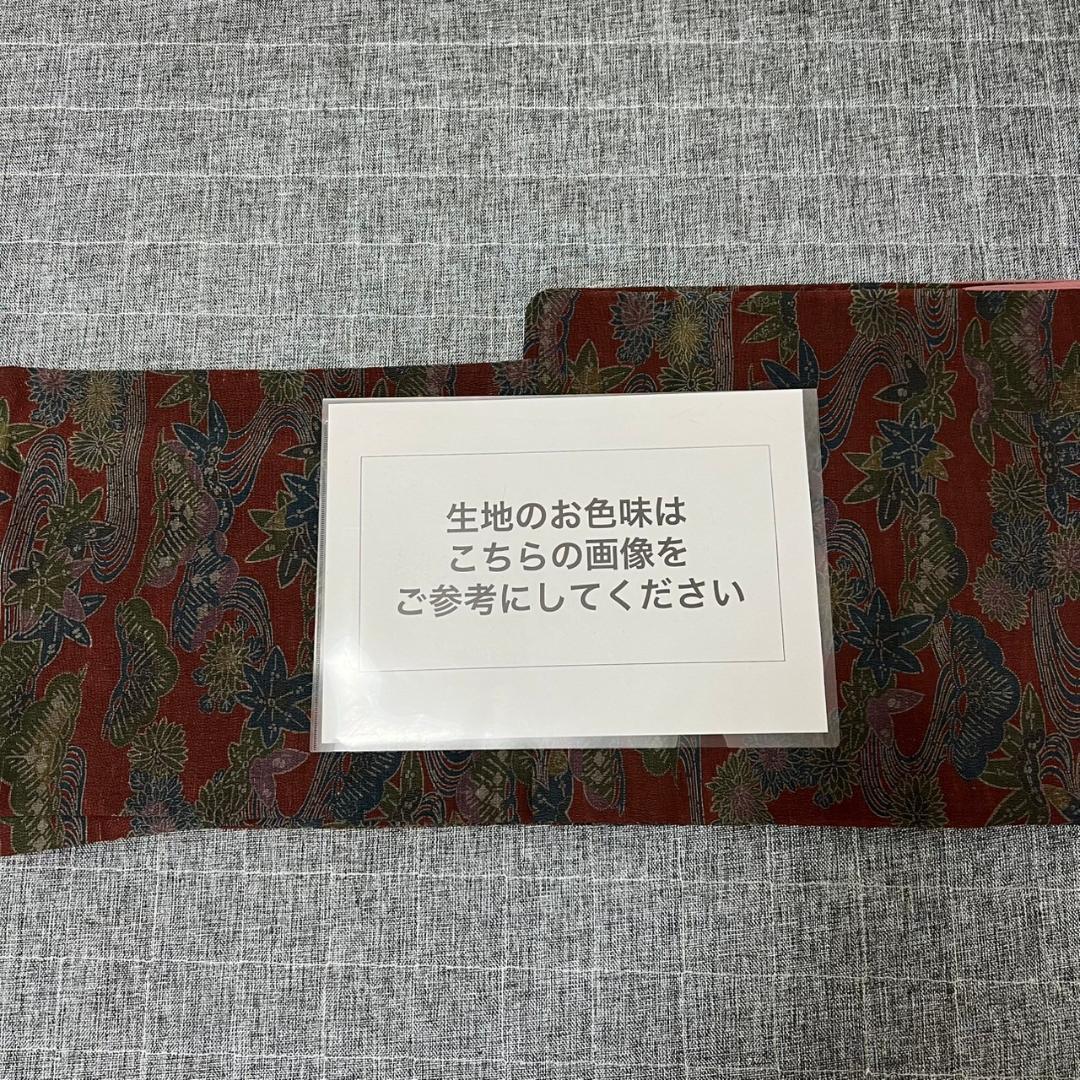 生地のお色味は
こちらの画像を
ご参考にしてください